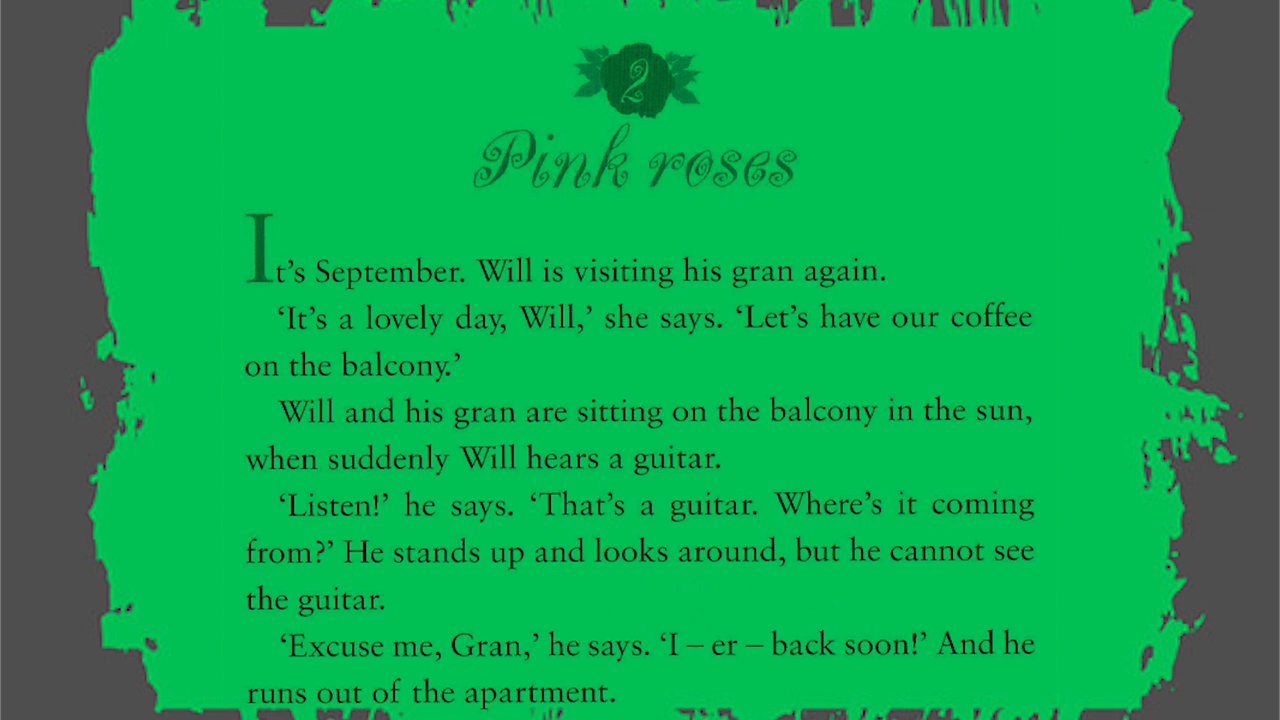 2
Pink roses
It's September. Will is visiting his gran again.
‘It's a lovely day, Will,’ she says. ‘Let's have our coffee
on the balcony.’
Will and his gran are sitting on the balcony in the sun,
when suddenly Will hears a guitar.
‘Listen!’ he says. ‘That's a guitar. Where's it coming
from?’ He stands up and looks around, but he cannot see
the guitar.
‘Excuse me, Gran,’ he says. ‘I – er – back soon!’ And he
runs out of the apartment.